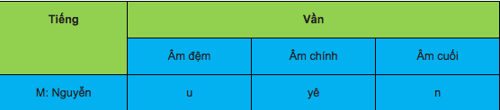 Tiếng Vần
Âm đệm Âm chính Âm cuối
M: Nguyễn u yê n